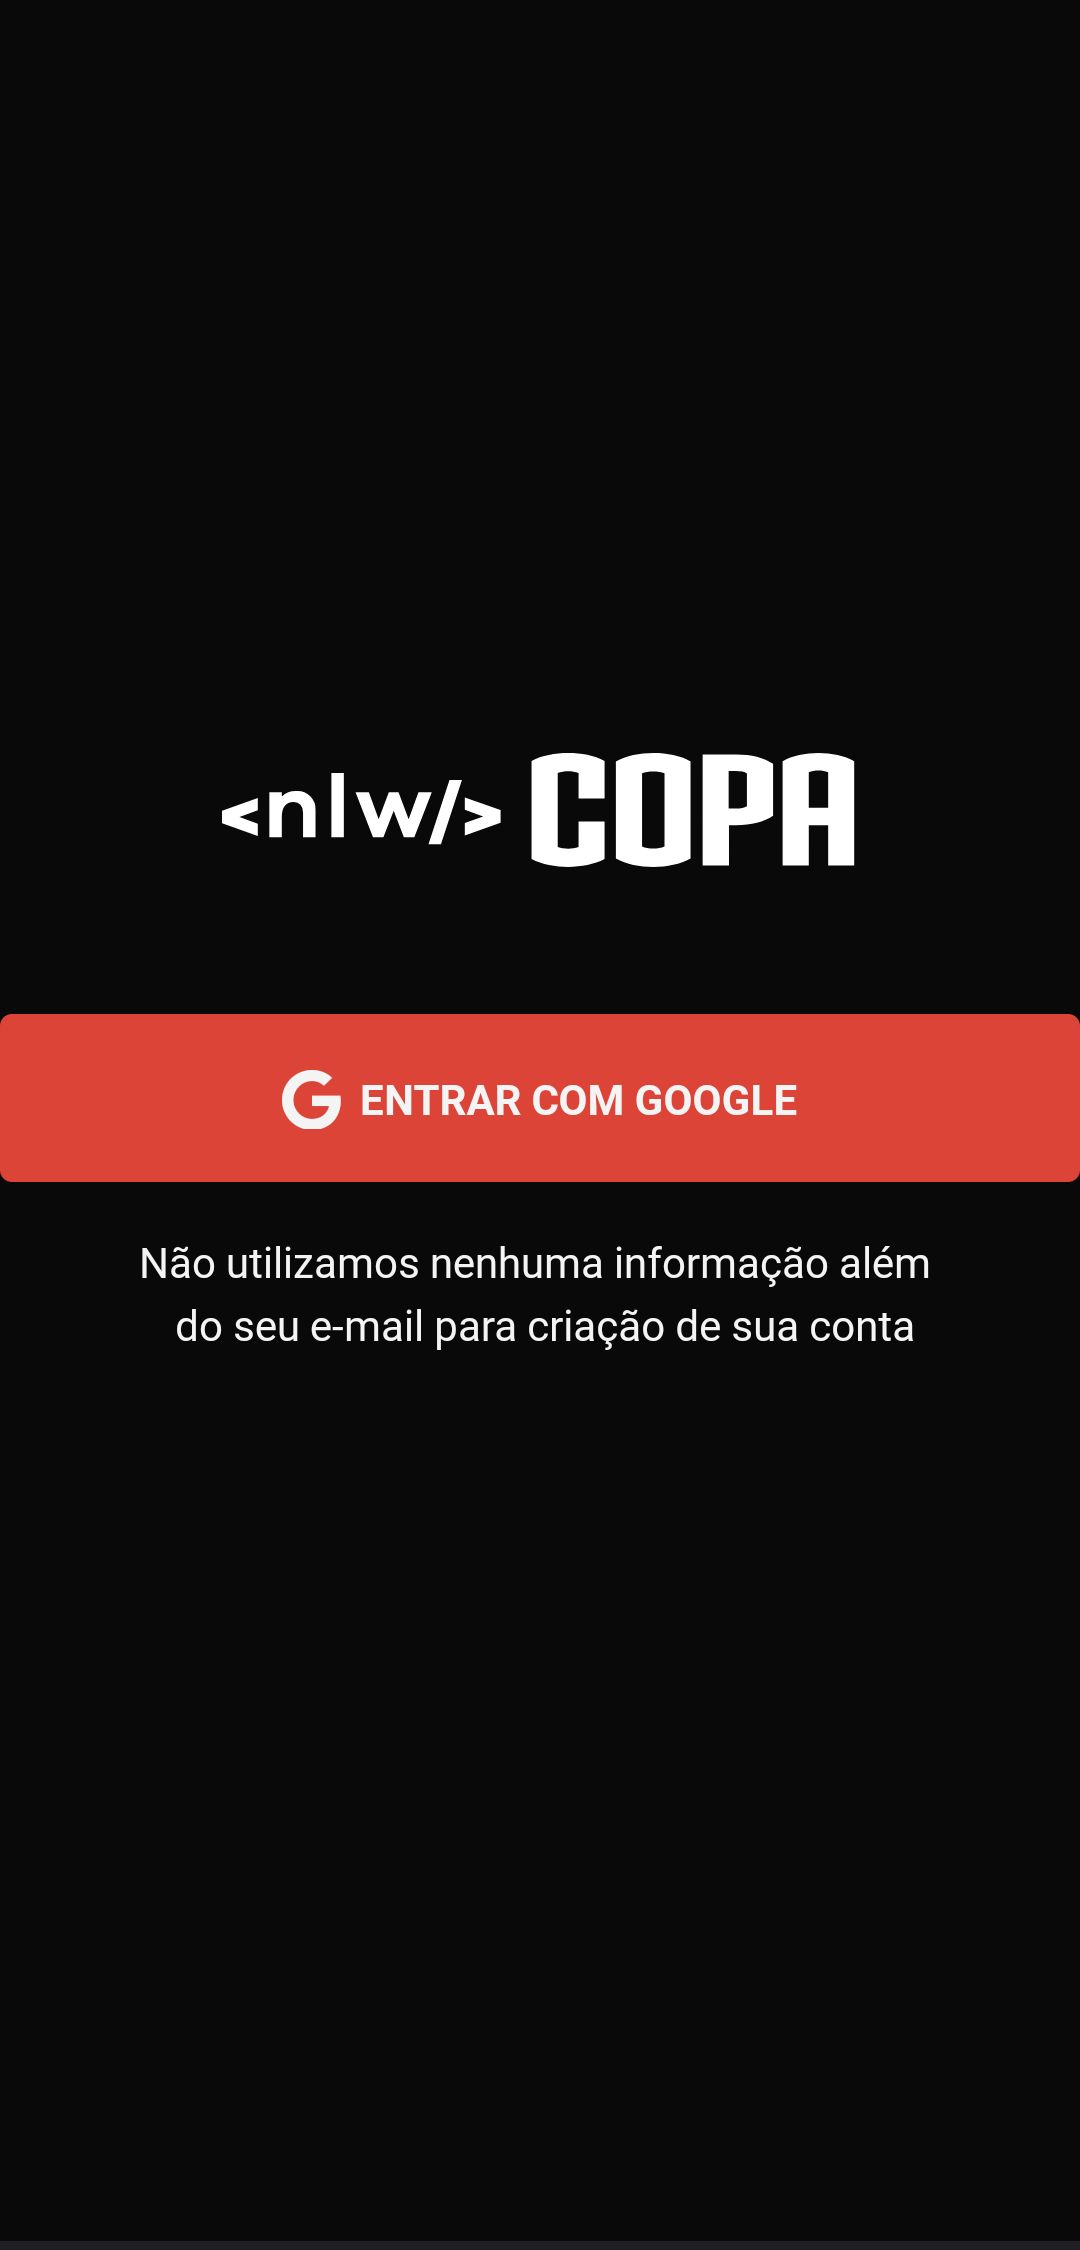 <nlw/> COPA
ENTRAR COM GOOGLE
Não utilizamos nenhuma informação além
do seu e-mail para criação de sua conta